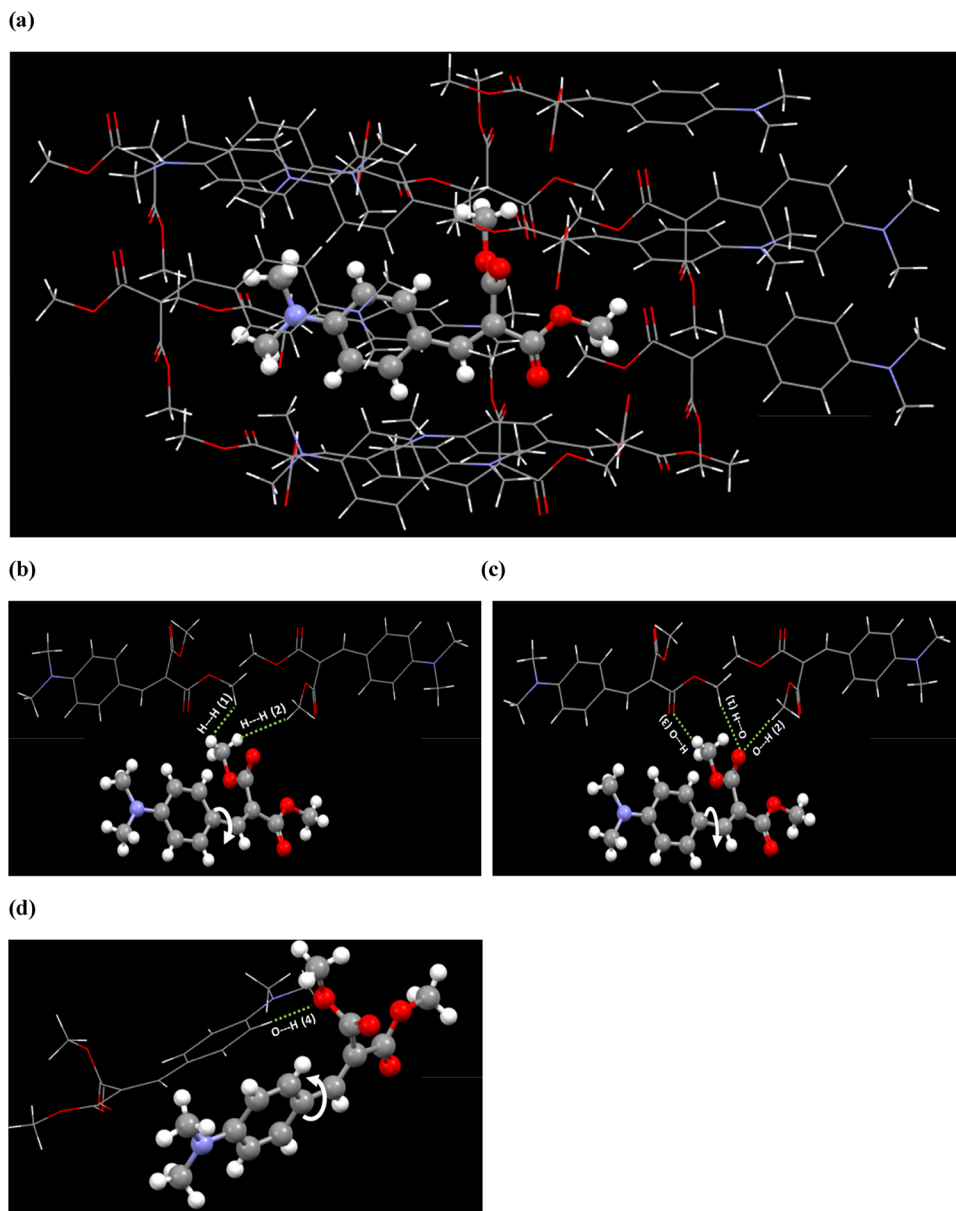 (a)
(b)
(c)
H---H (1)
H---H (2)
O---H (3)
O---H (1)
O---H (2)
(d)
O---H (4)